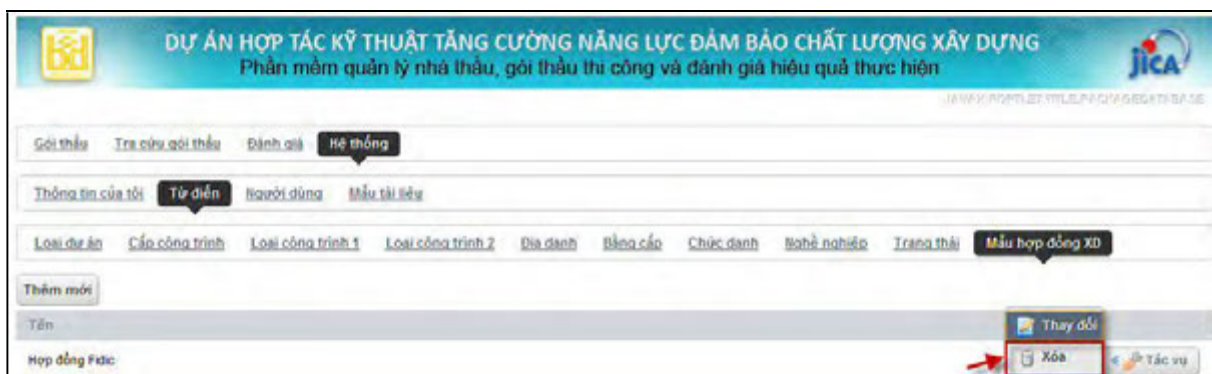 DỰ ÁN HỢP TÁC KỸ THUẬT TĂNG CƯỜNG NĂNG LỰC ĐẢM BẢO CHẤT LƯỢNG XÂY DỰNG
Phần mềm quản lý nhà thầu, gói thầu thi công và đánh giá hiệu quả thực hiện
jICA
Gói thầu Tra cứu gói thầu Đánh giá Hệ thống
Thông tin của tôi Từ điển Người dùng Mẫu tài liệu
Loại dự án Cấp công trình Loại công trình 1 Loại công trình 2 Địa danh Bằng cấp Chức danh Nghề nghiệp Trạng thái Mẫu hợp đồng XD
Thêm mới
Tên
Thay đổi
Hợp đồng Fidic Xóa « Tác vụ